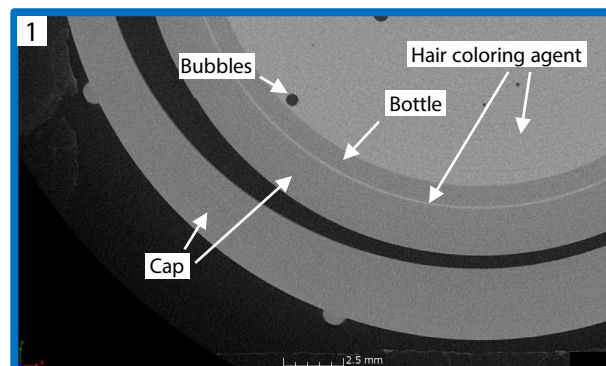 1
Hair coloring agent
Bubbles
Bottle
Cap
y
x
2.5 mm